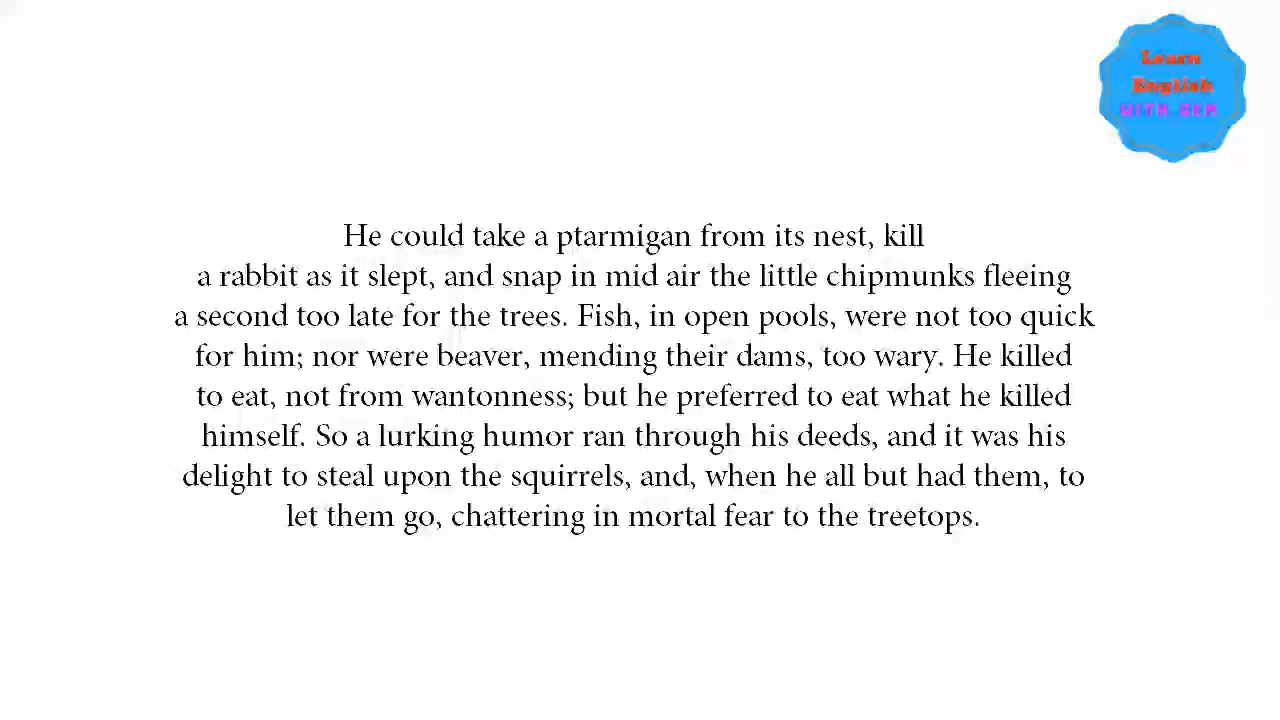 Learn
English
WITH GEM
He could take a ptarmigan from its nest, kill
a rabbit as it slept, and snap in mid air the little chipmunks fleeing
a second too late for the trees. Fish, in open pools, were not too quick
for him; nor were beaver, mending their dams, too wary. He killed
to eat, not from wantonness; but he preferred to eat what he killed
himself. So a lurking humor ran through his deeds, and it was his
delight to steal upon the squirrels, and, when he all but had them, to
let them go, chattering in mortal fear to the treetops.